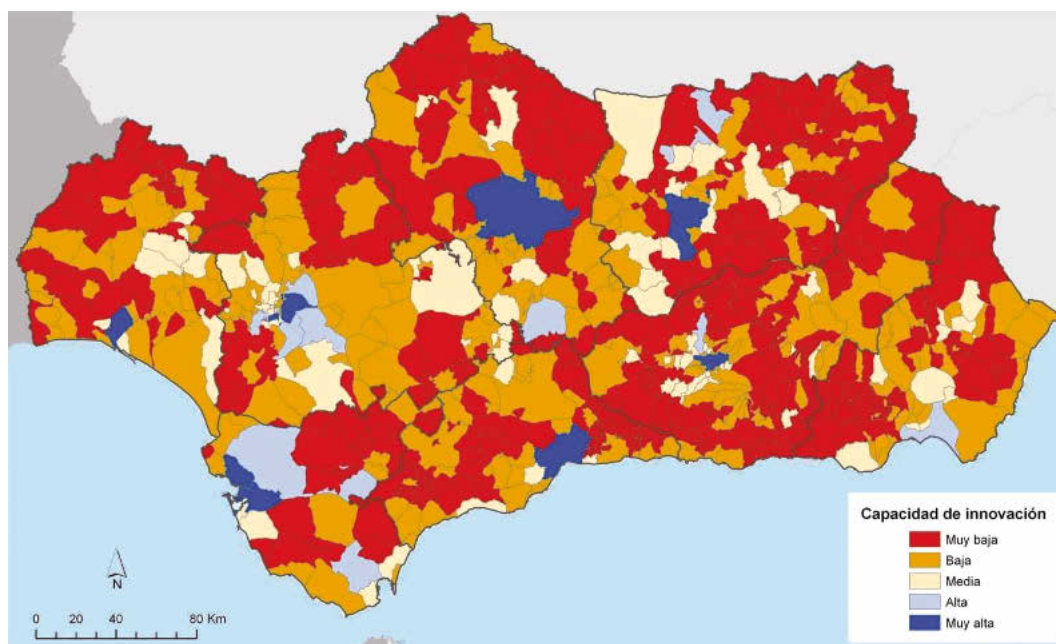 Capacidad de innovación
Muy baja
Baja
Media
Alta
Muy alta
N
0 20 40 80 Km